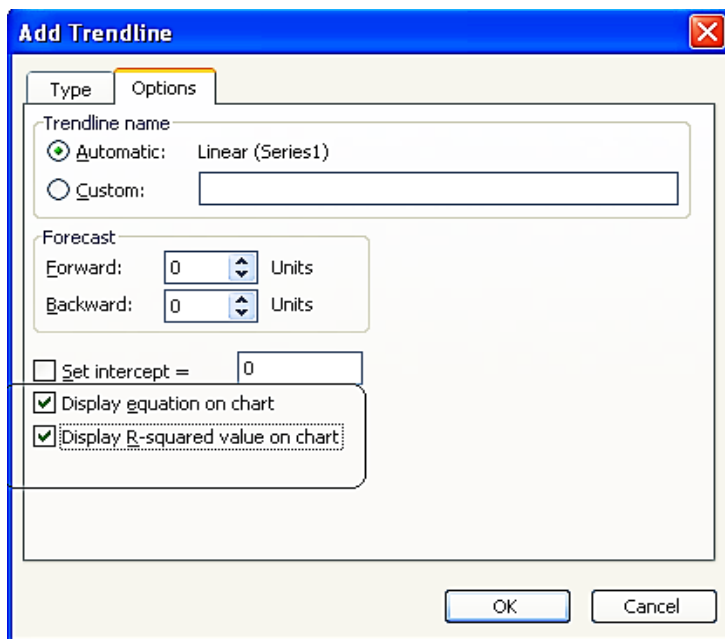 Add Trendline
Type Options
Trendline name
Automatic: Linear (Series1)
Custom:
Forecast
Forward: 0 Units
Backward: 0 Units
Set intercept = 0
Display equation on chart
Display R-squared value on chart
OK Cancel